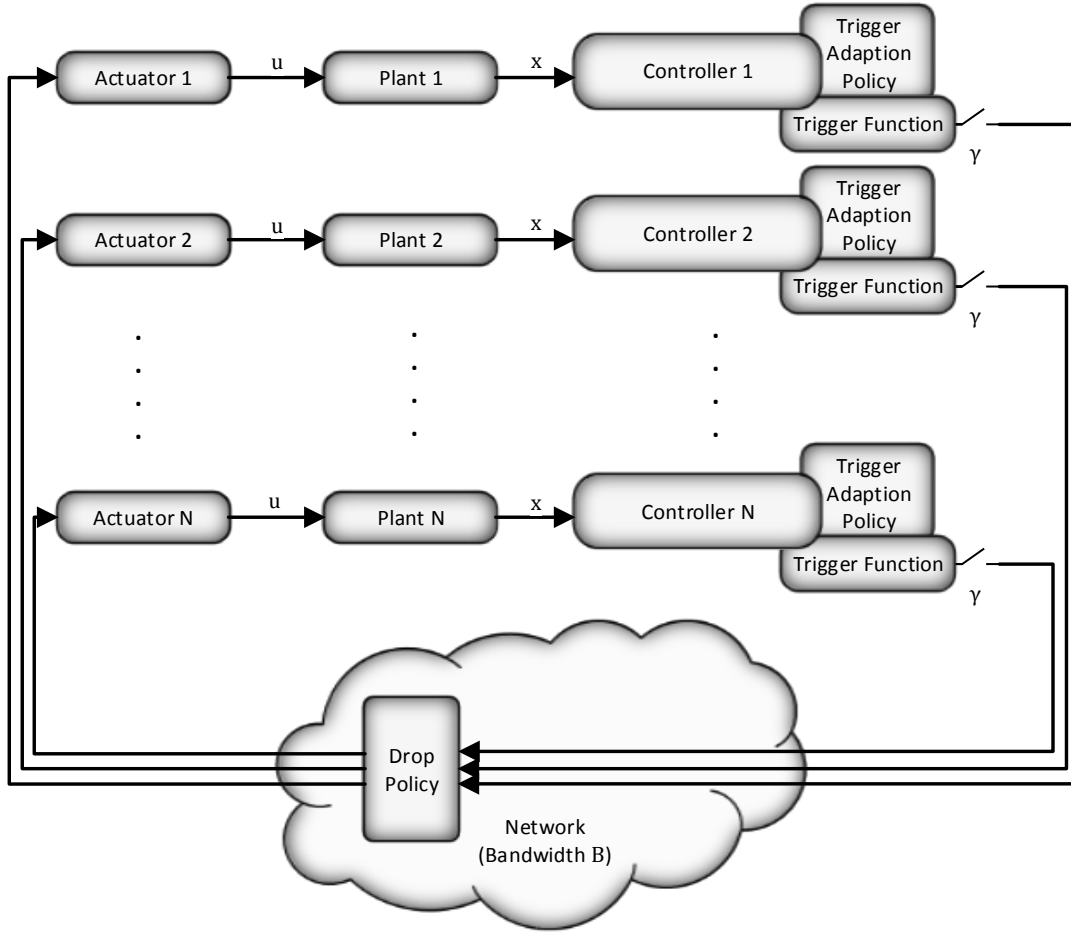 Actuator 1
u
Plant 1
x
Controller 1
Trigger
Adaption
Policy
Trigger Function
γ
Actuator 2
u
Plant 2
x
Controller 2
Trigger
Adaption
Policy
Trigger Function
γ
Actuator N
u
Plant N
x
Controller N
Trigger
Adaption
Policy
Trigger Function
γ
Drop
Policy
Network
(Bandwidth B)